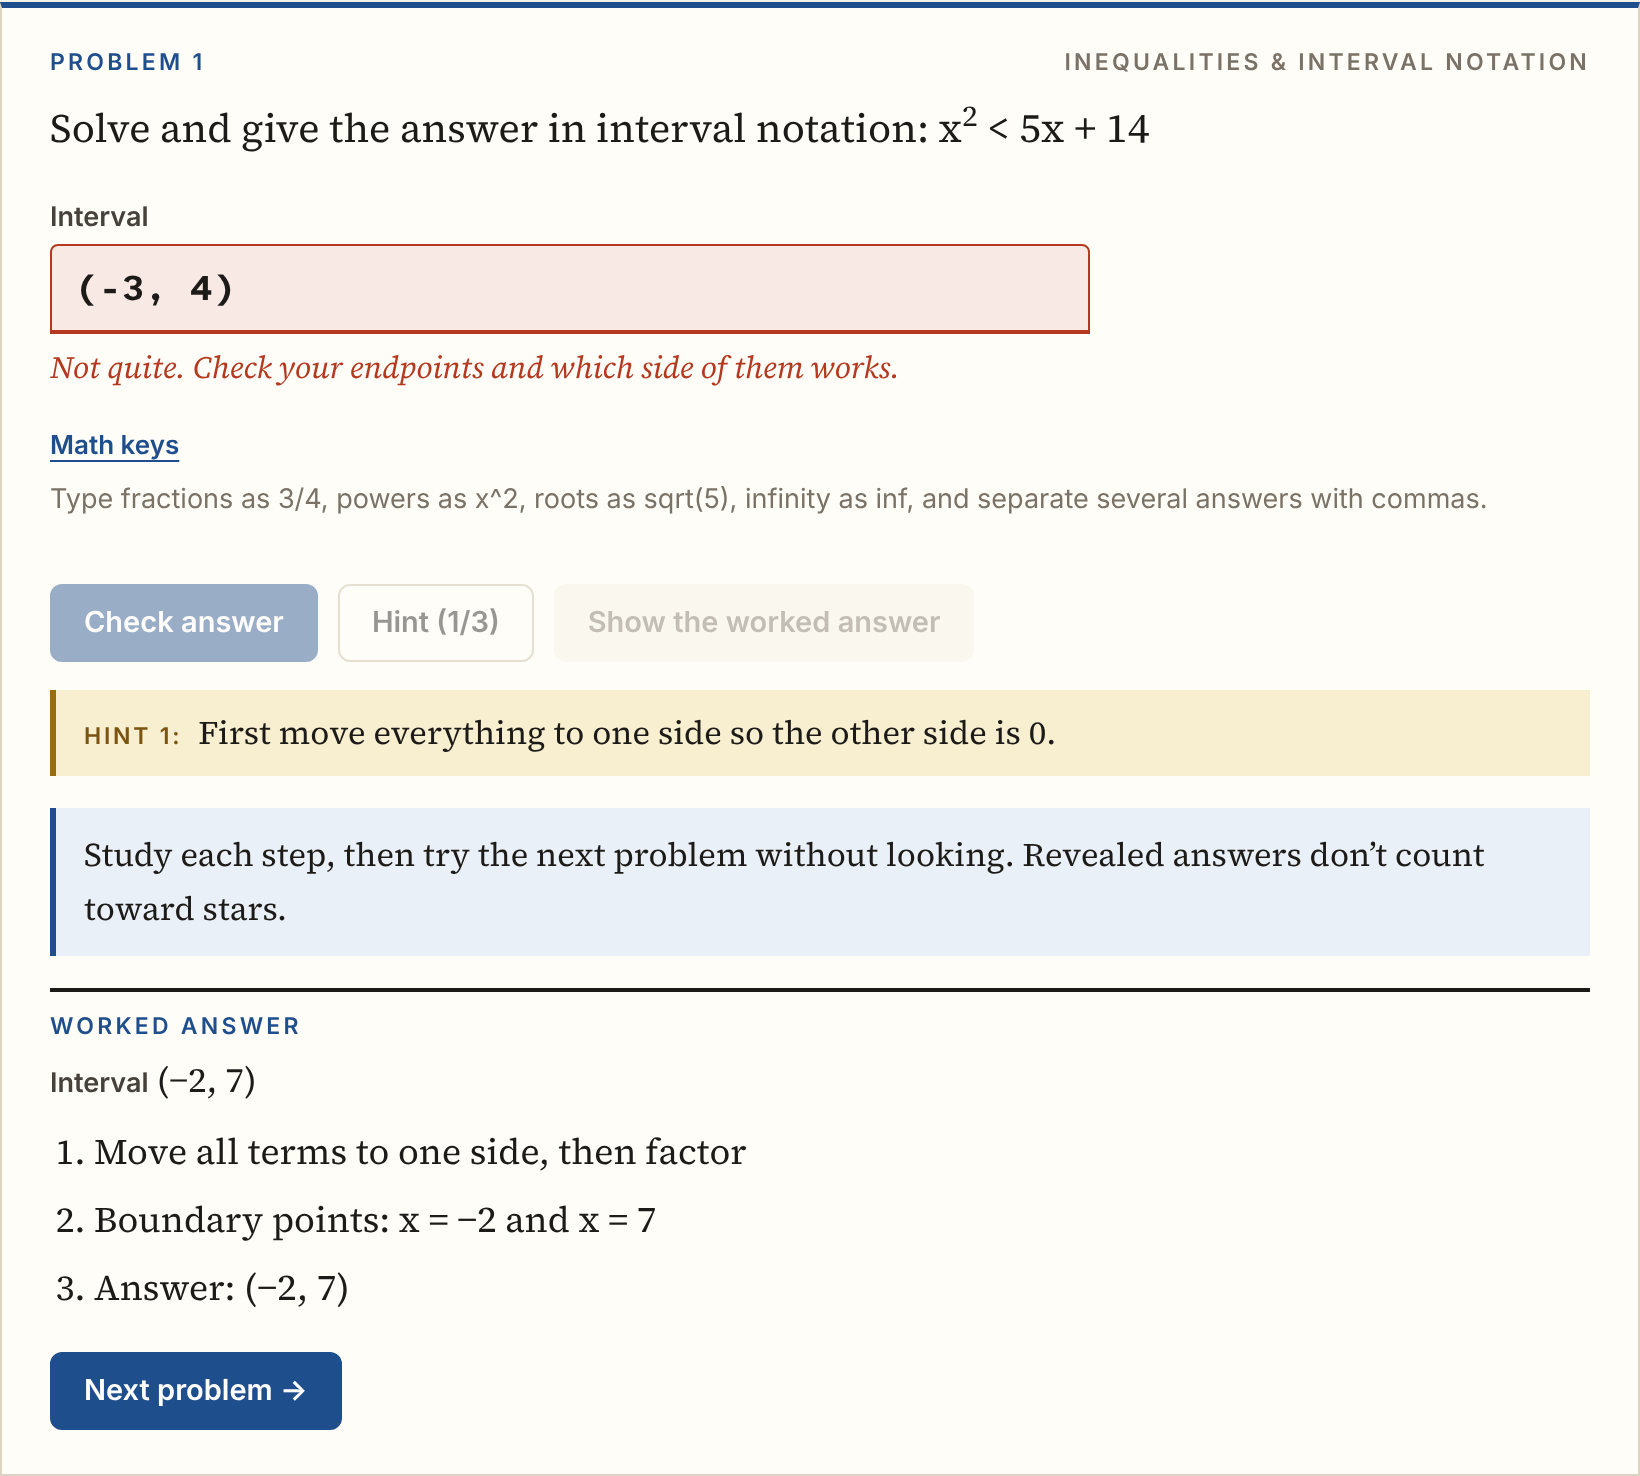 PROBLEM 1
INEQUALITIES & INTERVAL NOTATION
Solve and give the answer in interval notation: x² < 5x + 14
Interval
(-3, 4)
Not quite. Check your endpoints and which side of them works.
Math keys
Type fractions as 3/4, powers as x^2, roots as sqrt(5), infinity as inf, and separate several answers with commas.
Check answer
Hint (1/3)
Show the worked answer
HINT 1: First move everything to one side so the other side is 0.
Study each step, then try the next problem without looking. Revealed answers don’t count
toward stars.
WORKED ANSWER
Interval (−2, 7)
1. Move all terms to one side, then factor
2. Boundary points: x = −2 and x = 7
3. Answer: (−2, 7)
Next problem →